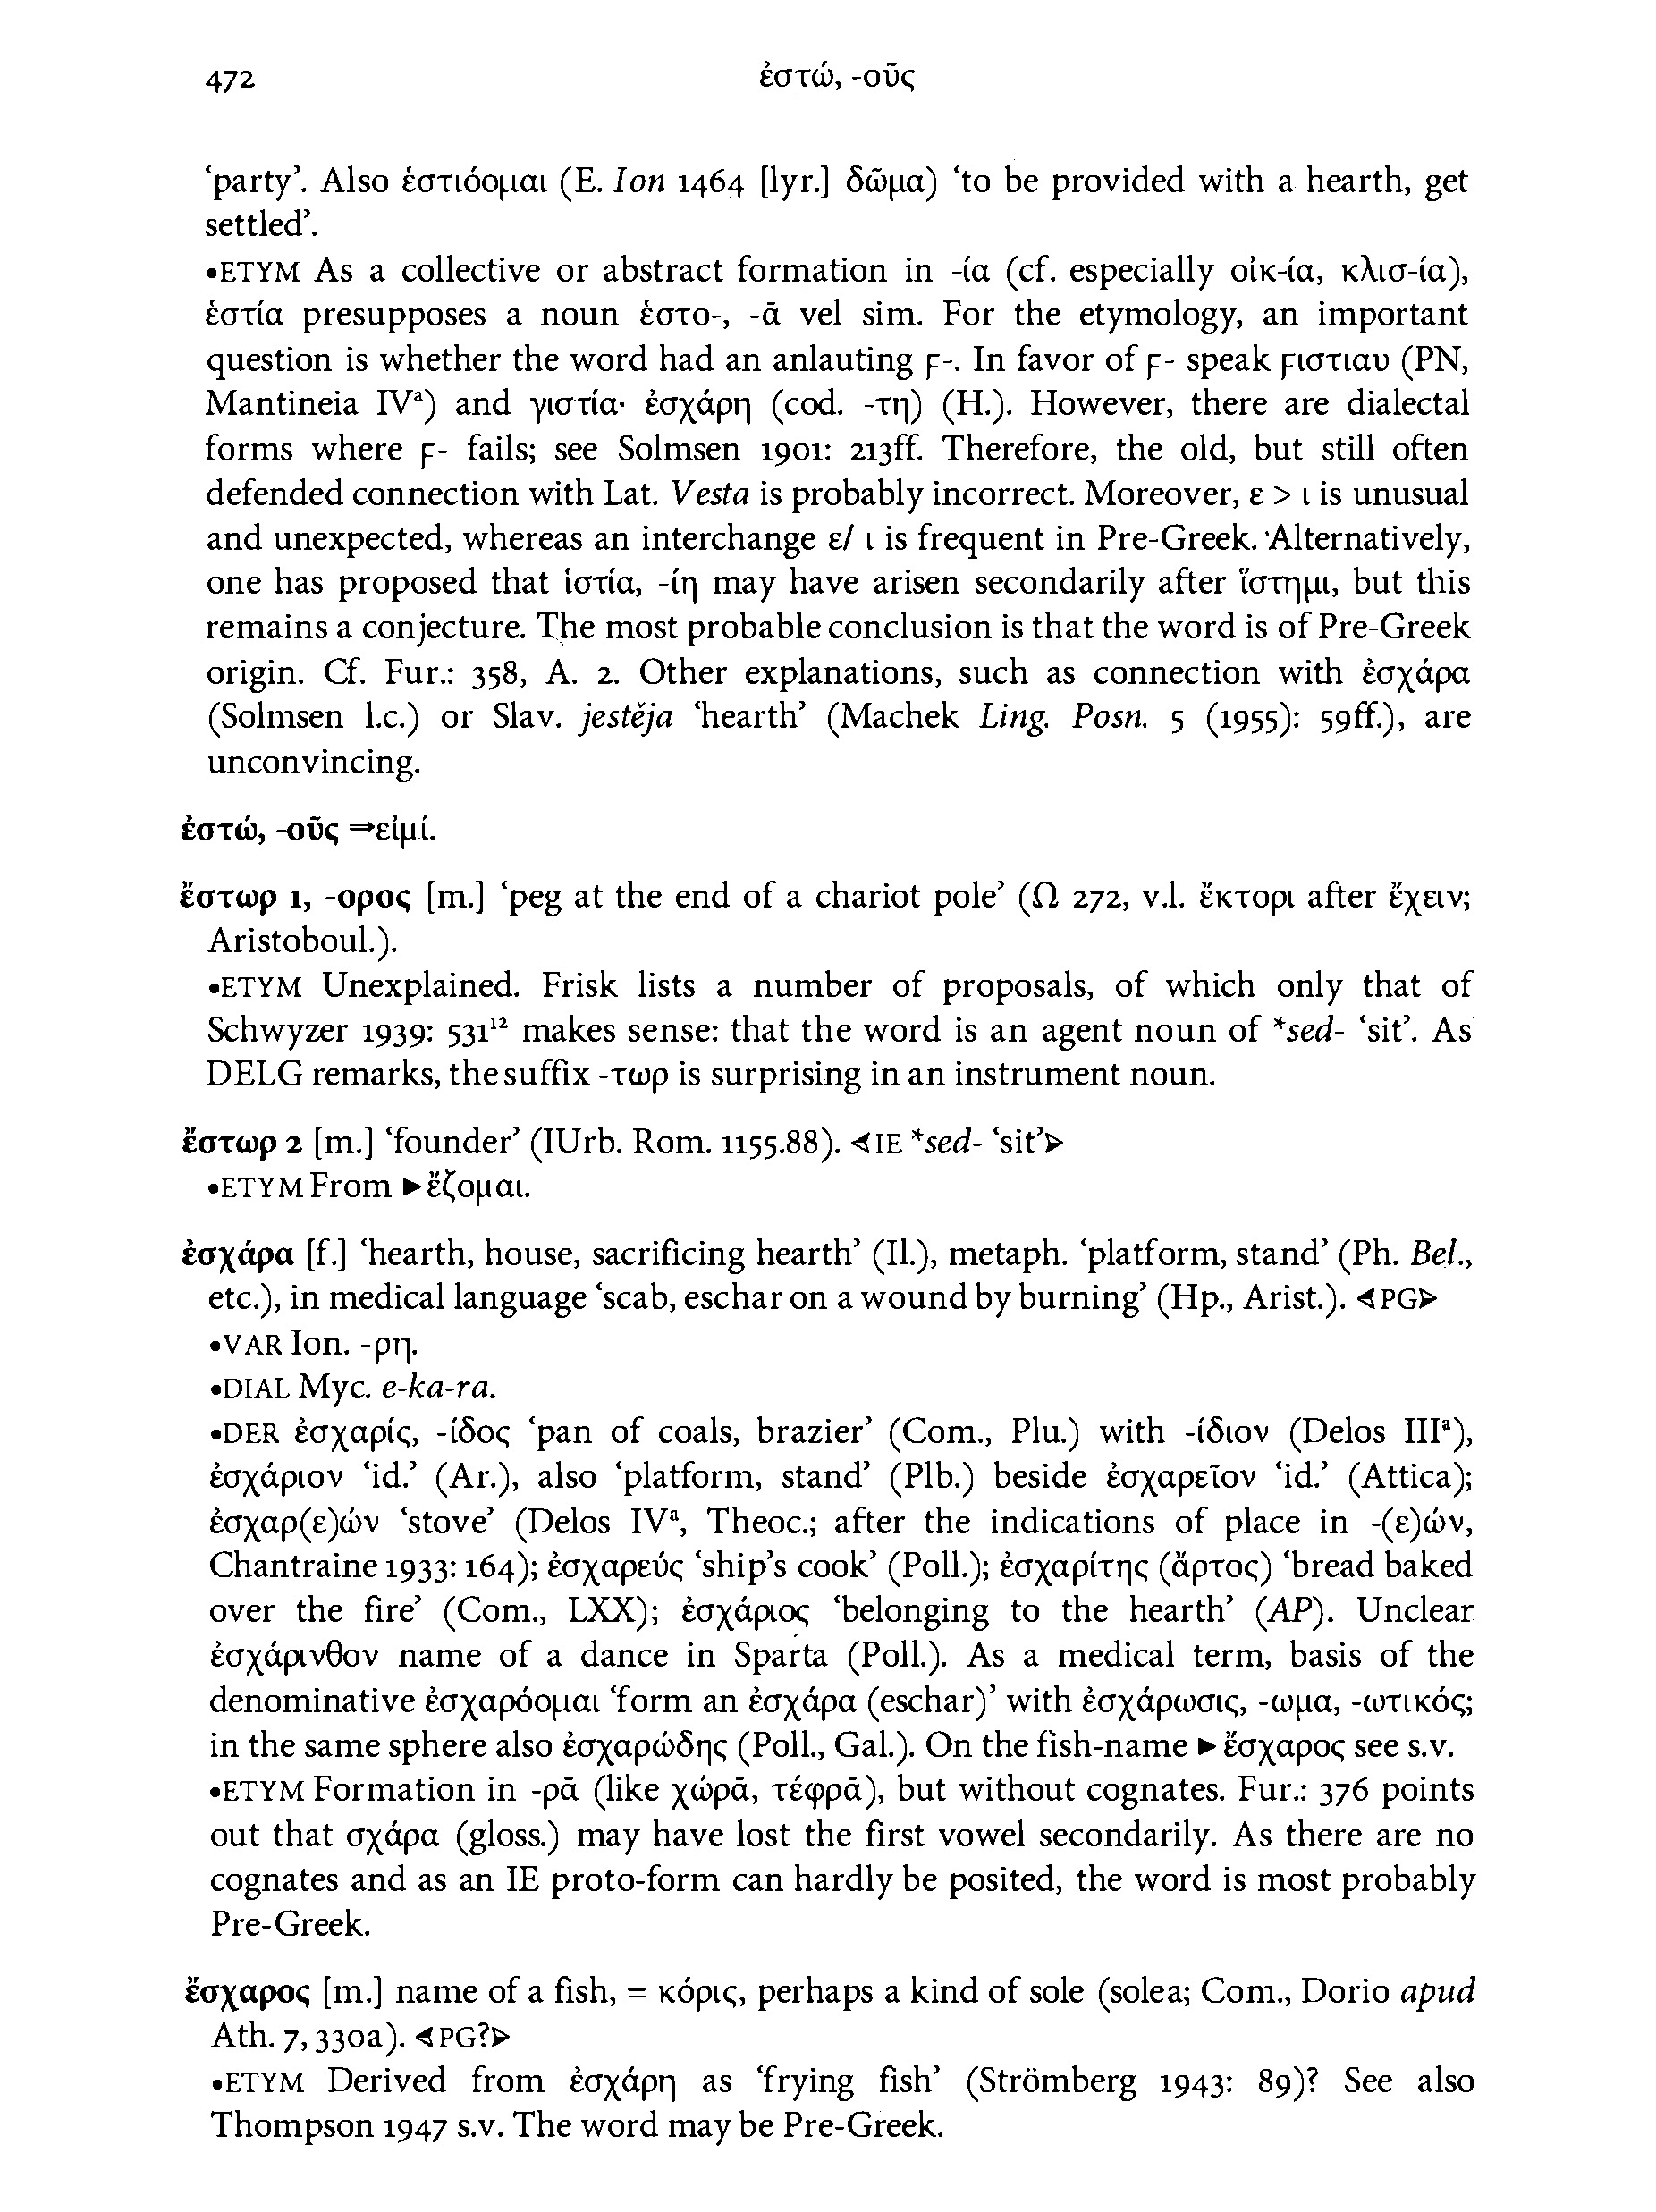 472
ἑστώ, -οῦς
‘party’. Also ἑστιόομαι (E. Ion 1464 [lyr.] δῶμα) ‘to be provided with a hearth, get
settled’.
•ETYM As a collective or abstract formation in -ία (cf. especially οἰκ-ία, κλισ-ία),
ἑστία presupposes a noun ἑστο-, -ᾱ vel sim. For the etymology, an important
question is whether the word had an anlauting ϝ-. In favor of ϝ- speak ϝιστιαυ (PN,
Mantineia IVᵃ) and γιστία· ἐσχάρη (cod. -τη) (H.). However, there are dialectal
forms where ϝ- fails; see Solmsen 1901: 213ff. Therefore, the old, but still often
defended connection with Lat. Vesta is probably incorrect. Moreover, ε > ι is unusual
and unexpected, whereas an interchange ε/ ι is frequent in Pre-Greek. Alternatively,
one has proposed that ἱστία, -ίη may have arisen secondarily after ἵστημι, but this
remains a conjecture. The most probable conclusion is that the word is of Pre-Greek
origin. Cf. Fur.: 358, A. 2. Other explanations, such as connection with ἐσχάρα
(Solmsen l.c.) or Slav. jestěja ‘hearth’ (Machek Ling. Posn. 5 (1955): 59ff.), are
unconvincing.
ἐστώ, -οῦς ⇒εἰμί.
ἕστωρ 1, -ορος [m.] ‘peg at the end of a chariot pole’ (Ω 272, v.l. ἕκτορι after ἔχειν;
Aristoboul.).
•ETYM Unexplained. Frisk lists a number of proposals, of which only that of
Schwyzer 1939: 531¹² makes sense: that the word is an agent noun of *sed- ‘sit’. As
DELG remarks, the suffix -τωρ is surprising in an instrument noun.
ἕστωρ 2 [m.] ‘founder’ (IUrb. Rom. 1155.88). ◁IE *sed- ‘sit’▷
•ETYM From ►ἕζομαι.
ἐσχάρα [f.] ‘hearth, house, sacrificing hearth’ (Il.), metaph. ‘platform, stand’ (Ph. Bel.,
etc.), in medical language ‘scab, eschar on a wound by burning’ (Hp., Arist.). ◁PG▷
•VAR Ion. -ρη.
•DIAL Myc. e-ka-ra.
•DER ἐσχαρίς, -ίδος ‘pan of coals, brazier’ (Com., Plu.) with -ίδιον (Delos IIIᵃ),
ἐσχάριον ‘id.’ (Ar.), also ‘platform, stand’ (Plb.) beside ἐσχαρεῖον ‘id.’ (Attica);
ἐσχαρ(ε)ών ‘stove’ (Delos IVᵃ, Theoc.; after the indications of place in -(ε)ών,
Chantraine 1933: 164); ἐσχαρεύς ‘ship’s cook’ (Poll.); ἐσχαρίτης (ἄρτος) ‘bread baked
over the fire’ (Com., LXX); ἐσχάριος ‘belonging to the hearth’ (AP). Unclear
ἐσχάρινθον name of a dance in Sparta (Poll.). As a medical term, basis of the
denominative ἐσχαρόομαι ‘form an ἐσχάρα (eschar)’ with ἐσχάρωσις, -ωμα, -ωτικός;
in the same sphere also ἐσχαρώδης (Poll., Gal.). On the fish-name ► ἔσχαρος see s.v.
•ETYM Formation in -ρᾱ (like χώρᾱ, τέφρᾱ), but without cognates. Fur.: 376 points
out that σχάρα (gloss.) may have lost the first vowel secondarily. As there are no
cognates and as an IE proto-form can hardly be posited, the word is most probably
Pre-Greek.
ἔσχαρος [m.] name of a fish, = κόρις, perhaps a kind of sole (solea; Com., Dorio apud
Ath. 7, 330a). ◁PG?▷
•ETYM Derived from ἐσχάρη as ‘frying fish’ (Strömberg 1943: 89)? See also
Thompson 1947 s.v. The word may be Pre-Greek.